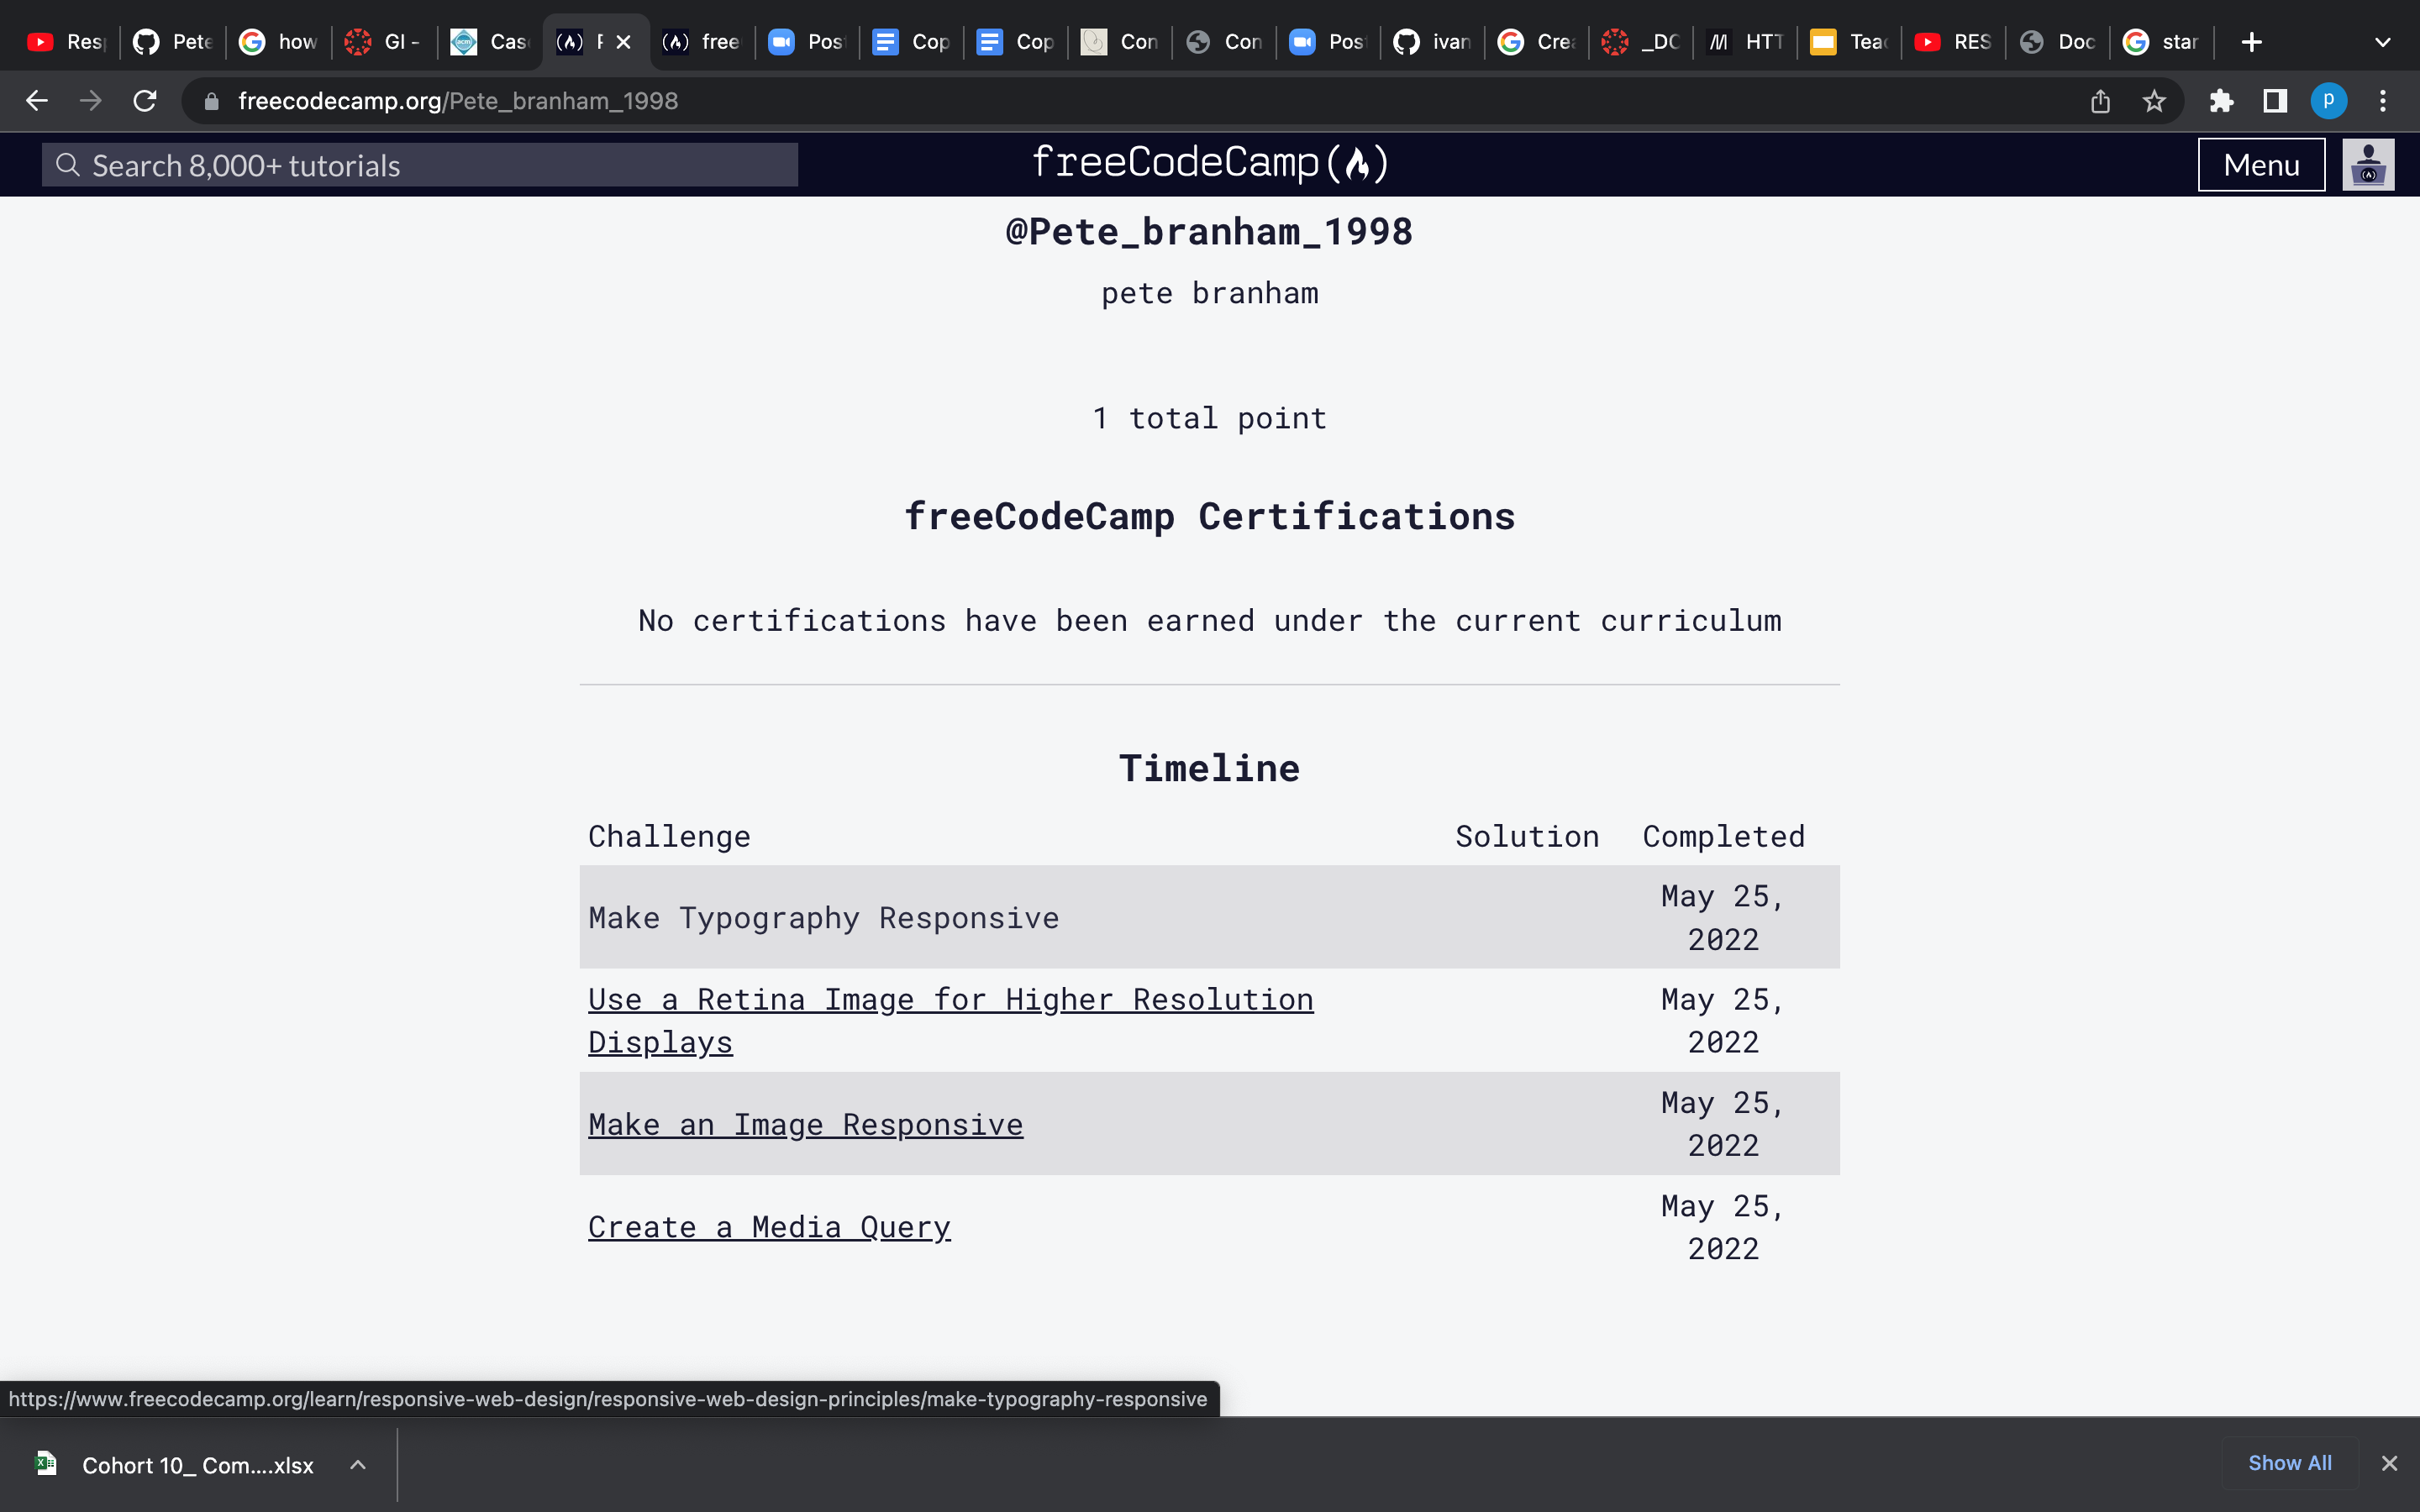 Res
Pete
how
GI -
Cas
F
free
Pos
Cop
Cop
Con
Con
Pos
ivan
Crea
_DC
HTT
Tea
RES
Doc
star
freecodecamp.org/Pete_branham_1998
p
Search 8,000+ tutorials
freeCodeCamp
Menu
@Pete_branham_1998
pete branham
1 total point
freeCodeCamp Certifications
No certifications have been earned under the current curriculum
Timeline
Challenge Solution Completed
Make Typography Responsive
May 25,
2022
Use a Retina Image for Higher Resolution
Displays
May 25,
2022
Make an Image Responsive
May 25,
2022
Create a Media Query
May 25,
2022
https://www.freecodecamp.org/learn/responsive-web-design/responsive-web-design-principles/make-typography-responsive
Cohort 10_ Com....xlsx
Show All